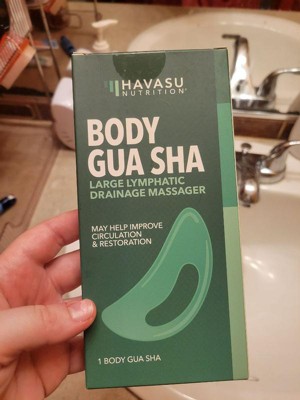 HAVASU
NUTRITION®
BODY
GUA SHA
LARGE LYMPHATIC
DRAINAGE MASSAGER
MAY HELP IMPROVE
CIRCULATION
& RESTORATION
1 BODY GUA SHA